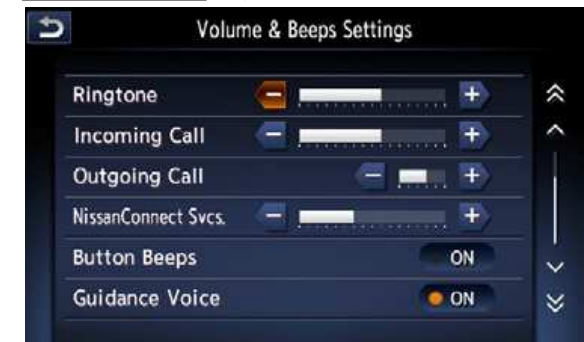 Volume & Beeps Settings
Ringtone
Incoming Call
Outgoing Call
NissanConnect Svcs.
Button Beeps ON
Guidance Voice ON